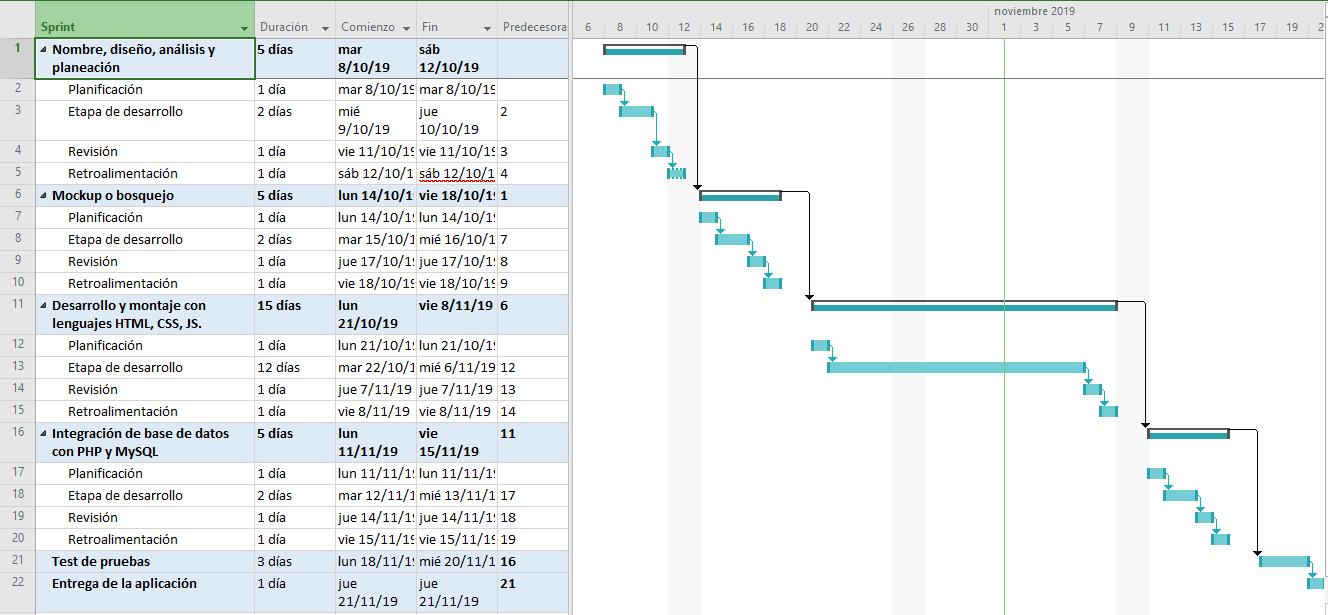 Sprint Duración Comienzo Fin Predecesora
noviembre 2019
6 8 10 12 14 16 18 20 22 24 26 28 30 1 3 5 7 9 11 13 15 17 19 2
1 Nombre, diseño, análisis y 5 días mar sáb
planeación 8/10/19 12/10/19
2 Planificación 1 día mar 8/10/19 mar 8/10/19
3 Etapa de desarrollo 2 días mié jue 2
9/10/19 10/10/19
4 Revisión 1 día vie 11/10/19 vie 11/10/19 3
5 Retroalimentación 1 día sáb 12/10/1 sáb 12/10/1 4
6 Mockup o bosquejo 5 días lun 14/10/1 vie 18/10/19 1
7 Planificación 1 día lun 14/10/19 lun 14/10/19
8 Etapa de desarrollo 2 días mar 15/10/1 mié 16/10/1 7
9 Revisión 1 día jue 17/10/19 jue 17/10/19 8
10 Retroalimentación 1 día vie 18/10/19 vie 18/10/19 9
11 Desarrollo y montaje con 15 días lun vie 8/11/19 6
lenguajes HTML, CSS, JS. 21/10/19
12 Planificación 1 día lun 21/10/19 lun 21/10/19
13 Etapa de desarrollo 12 días mar 22/10/1 mié 6/11/19 12
14 Revisión 1 día jue 7/11/19 jue 7/11/19 13
15 Retroalimentación 1 día vie 8/11/19 vie 8/11/19 14
16 Integración de base de datos 5 días lun vie 11
con PHP y MySQL 11/11/19 15/11/19
17 Planificación 1 día lun 11/11/19 lun 11/11/19
18 Etapa de desarrollo 2 días mar 12/11/1 mié 13/11/1 17
19 Revisión 1 día jue 14/11/19 jue 14/11/19 18
20 Retroalimentación 1 día vie 15/11/19 vie 15/11/19 19
21 Test de pruebas 3 días lun 18/11/19 mié 20/11/1 16
22 Entrega de la aplicación 1 día jue jue 21
21/11/19 21/11/19